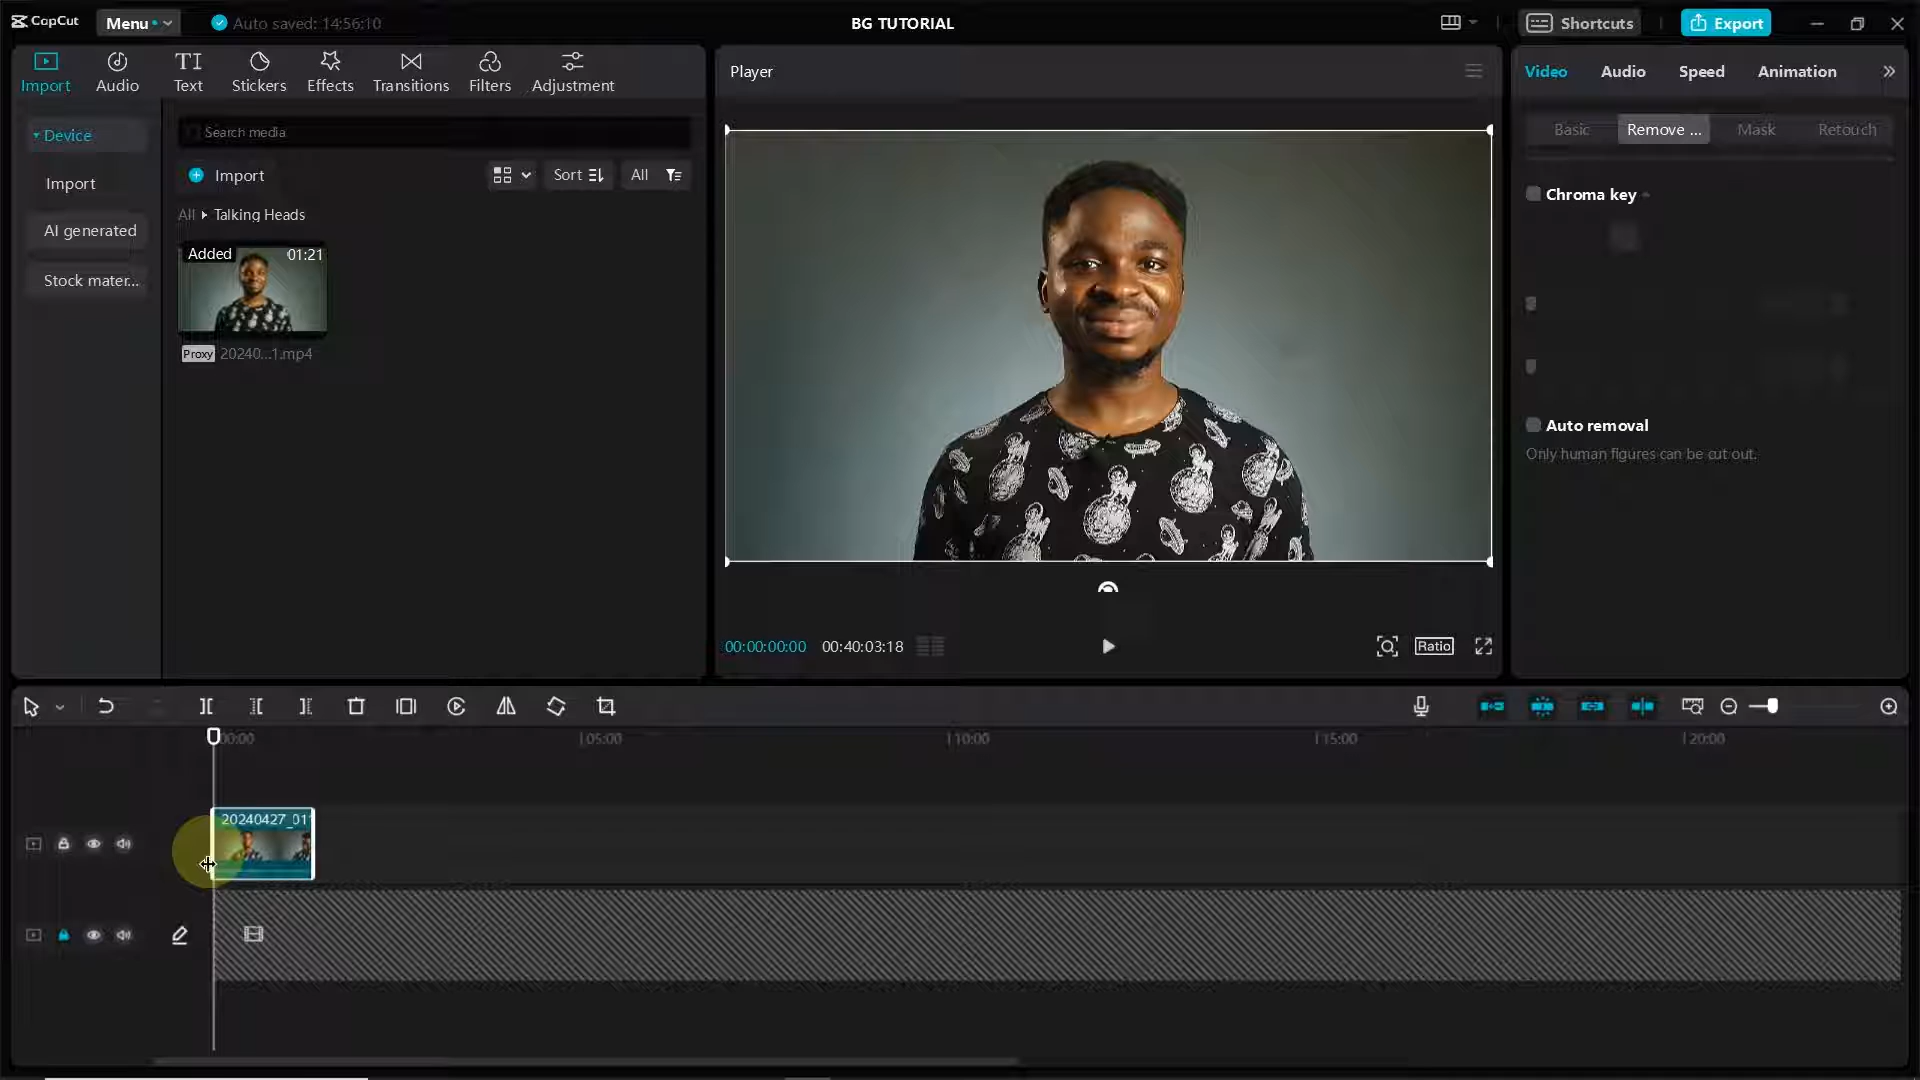 CapCut Menu Auto saved: 14:56:10 BG TUTORIAL Shortcuts Export
Import Audio Text Stickers Effects Transitions Filters Adjustment
Device
Import
AI generated
Stock mater...
Search media
Import Sort All
All Talking Heads
Added 01:21
Proxy 20240...1.mp4
Player
00:00:00:00 00:40:03:18 Ratio
Video Audio Speed Animation
Basic Remove ... Mask Retouch
Chroma key
Auto removal
Only human figures can be cut out.
00:00 05:00 10:00 15:00 20:00
20240427_01